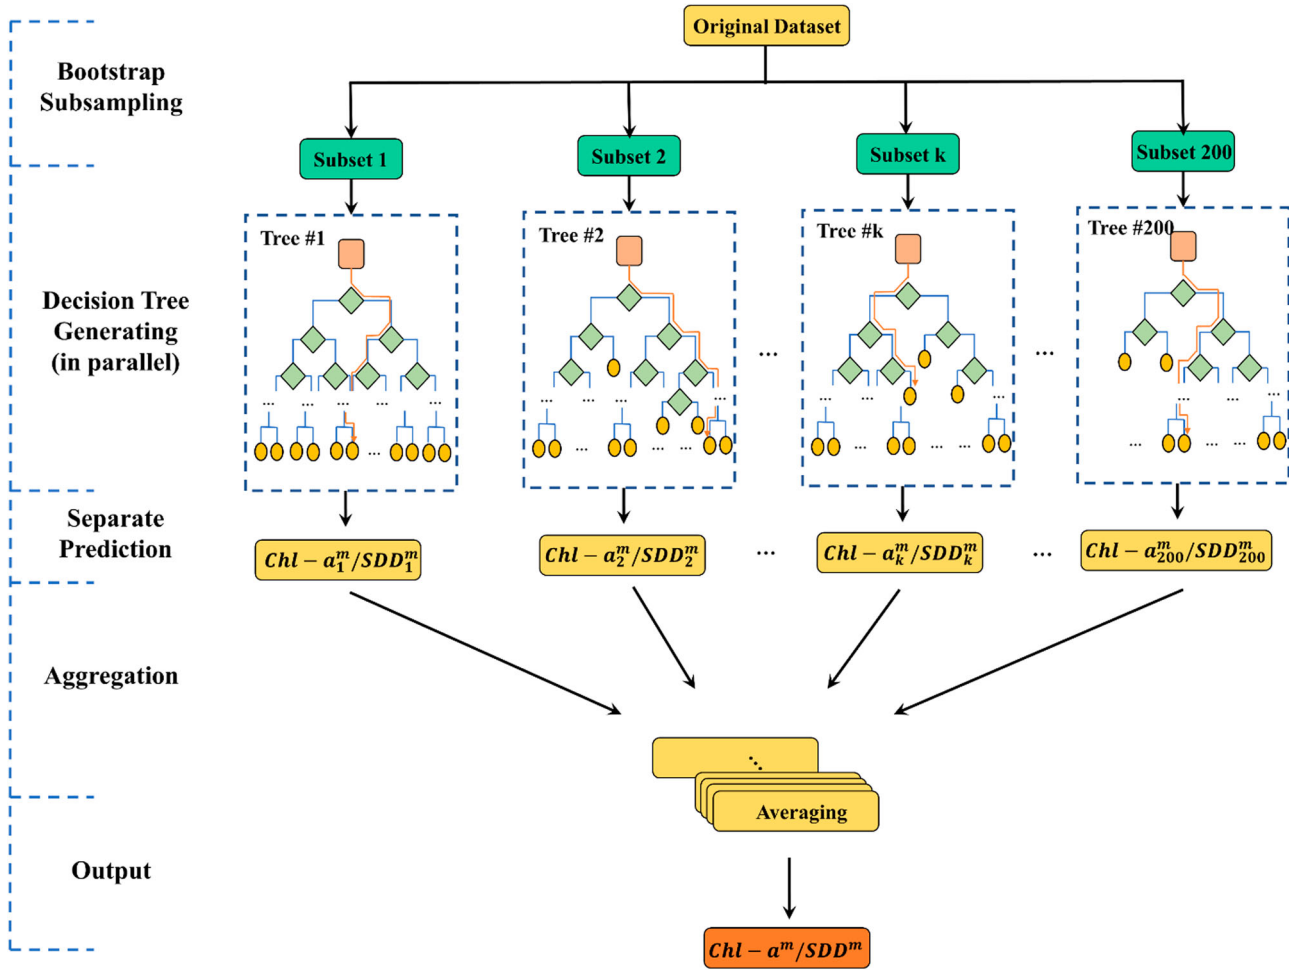 Original Dataset
Bootstrap
Subsampling
Subset 1
Subset 2
Subset k
Subset 200
Decision Tree
Generating
(in parallel)
Tree #1
Tree #2
Tree #k
Tree #200
...
...
Separate
Prediction
Chl − a₁ᵐ/SDD₁ᵐ
Chl − a₂ᵐ/SDD₂ᵐ
...
Chl − aₖᵐ/SDDₖᵐ
...
Chl − a₂₀₀ᵐ/SDD₂₀₀ᵐ
Aggregation
Averaging
Output
Chl − aᵐ/SDDᵐ